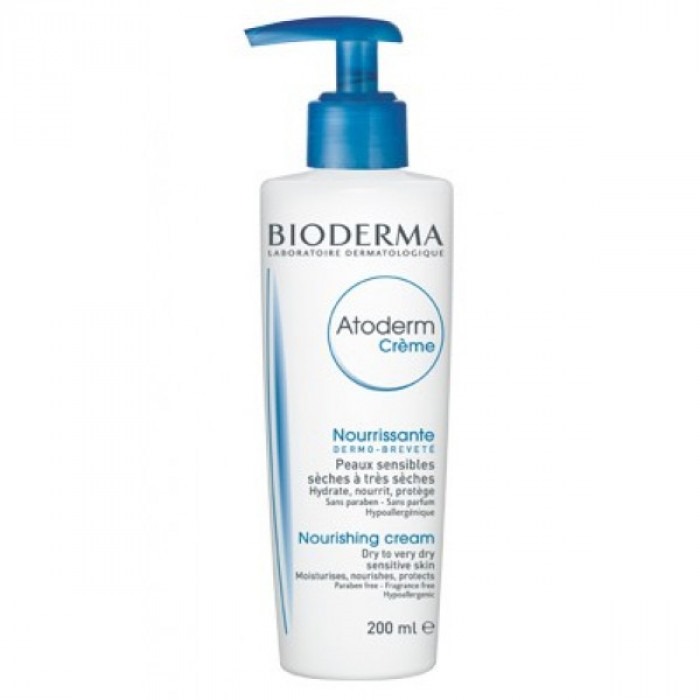 BIODERMA
LABORATOIRE DERMATOLOGIQUE
Atoderm
Crème
Nourrissante
DERMO-BREVETÉ
Peaux sensibles
sèches à très sèches
Hydrate, nourrit, protège
Sans paraben - Sans parfum
Hypoallergénique
Nourishing cream
Dry to very dry
sensitive skin
Moisturises, nourishes, protects
Paraben free - Fragrance free
Hypoallergenic
200 ml ℮